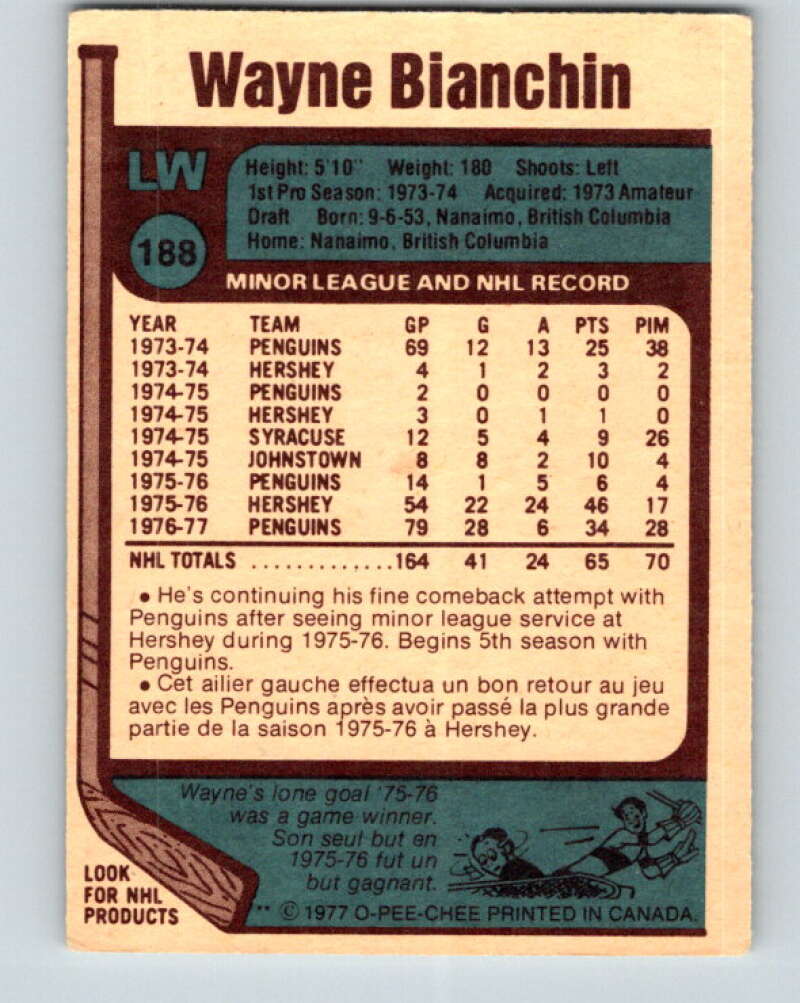 Wayne Bianchin
LW
188
Height: 5'10" Weight: 180 Shoots: Left
1st Pro Season: 1973-74 Acquired: 1973 Amateur
Draft Born: 9-6-53, Nanaimo, British Columbia
Home: Nanaimo, British Columbia
MINOR LEAGUE AND NHL RECORD
YEAR TEAM GP G A PTS PIM
1973-74 PENGUINS 69 12 13 25 38
1973-74 HERSHEY 4 1 2 3 2
1974-75 PENGUINS 2 0 0 0 0
1974-75 HERSHEY 3 0 1 1 0
1974-75 SYRACUSE 12 5 4 9 26
1974-75 JOHNSTOWN 8 8 2 10 4
1975-76 PENGUINS 14 1 5 6 4
1975-76 HERSHEY 54 22 24 46 17
1976-77 PENGUINS 79 28 6 34 28
NHL TOTALS .............164 41 24 65 70
• He's continuing his fine comeback attempt with
Penguins after seeing minor league service at
Hershey during 1975-76. Begins 5th season with
Penguins.
• Cet ailier gauche effectua un bon retour au jeu
avec les Penguins après avoir passé la plus grande
partie de la saison 1975-76 à Hershey.
Wayne's lone goal '75-76
was a game winner.
Son seul but en
1975-76 fut un
but gagnant.
LOOK
FOR NHL
PRODUCTS
** © 1977 O-PEE-CHEE PRINTED IN CANADA.